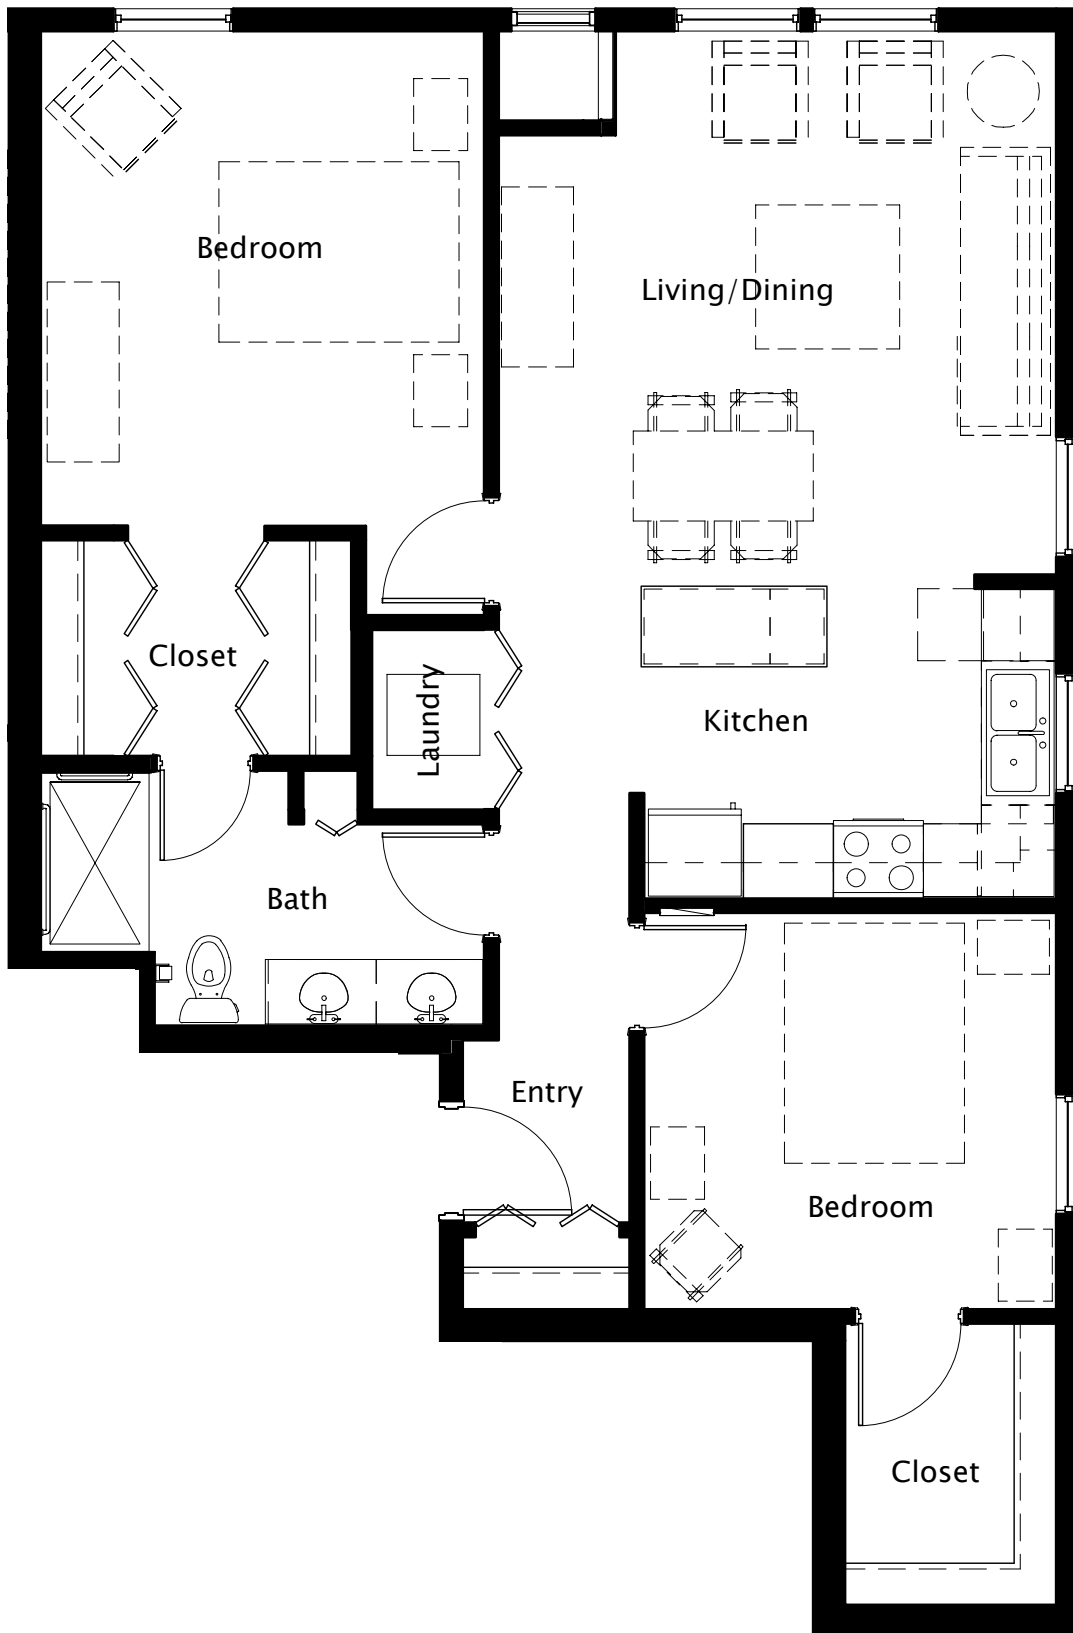 Bedroom
Living/Dining
Closet
Laundry
Kitchen
Bath
Entry
Bedroom
Closet